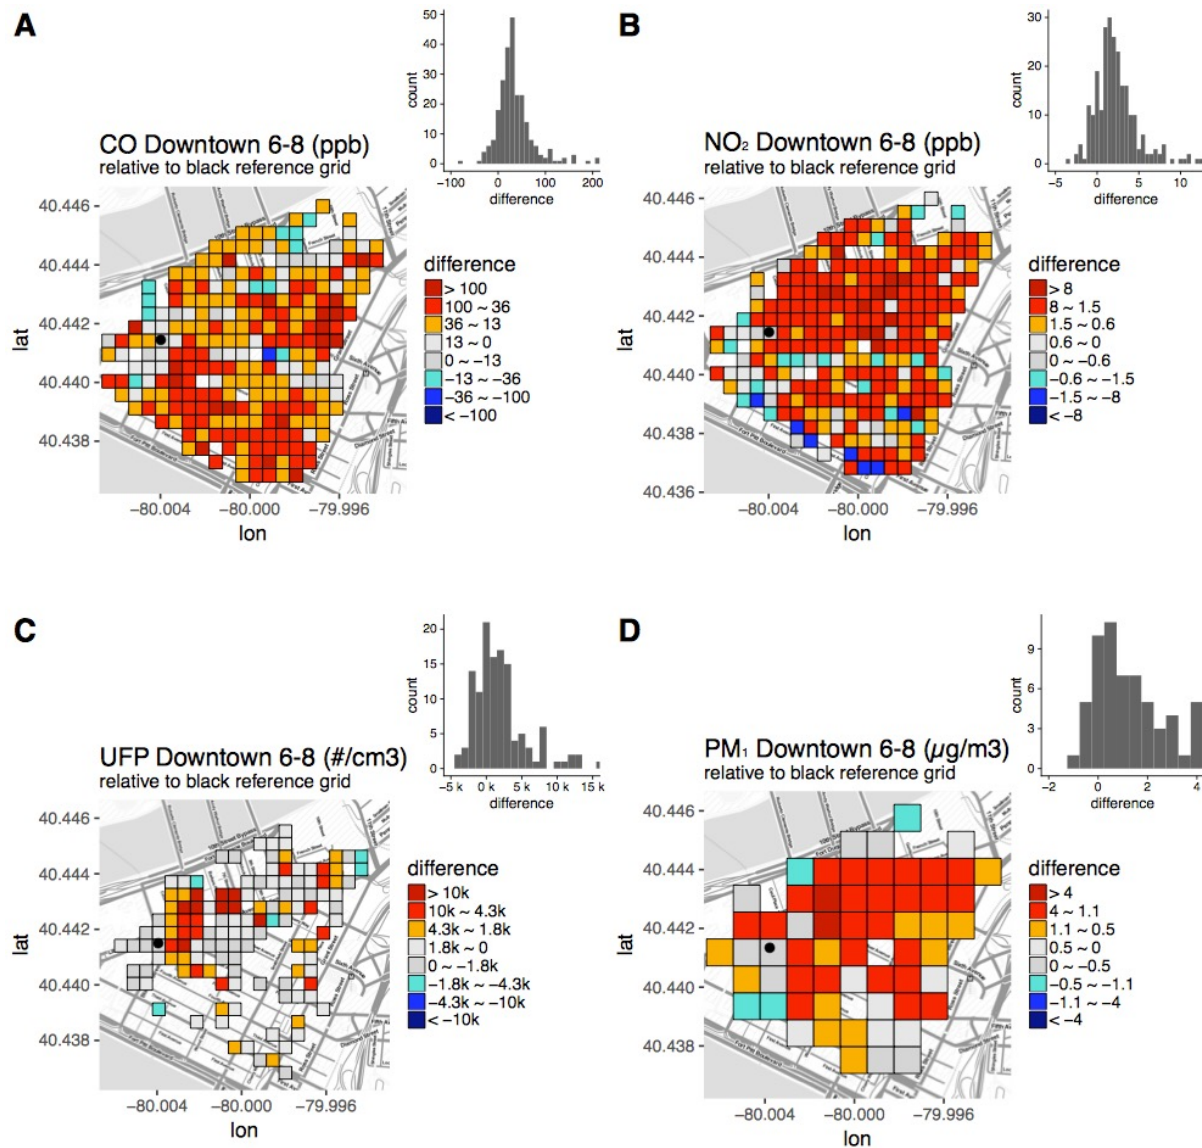 A
50
40
30
20
10
0
count
−100
0
100
200
difference
CO Downtown 6-8 (ppb)
relative to black reference grid
40.446
40.444
40.442
40.440
40.438
lat
−80.004
−80.000
−79.996
lon
difference
> 100
100 ~ 36
36 ~ 13
13 ~ 0
0 ~ −13
−13 ~ −36
−36 ~ −100
< −100
B
30
20
10
0
count
−5
0
5
10
difference
NO₂ Downtown 6-8 (ppb)
relative to black reference grid
40.446
40.444
40.442
40.440
40.438
40.436
lat
−80.004
−80.000
−79.996
lon
difference
> 8
8 ~ 1.5
1.5 ~ 0.6
0.6 ~ 0
0 ~ −0.6
−0.6 ~ −1.5
−1.5 ~ −8
< −8
C
20
15
10
5
0
count
−5 k
0 k
5 k
10 k
15 k
difference
UFP Downtown 6-8 (#/cm3)
relative to black reference grid
40.446
40.444
40.442
40.440
40.438
lat
−80.004
−80.000
−79.996
lon
difference
> 10k
10k ~ 4.3k
4.3k ~ 1.8k
1.8k ~ 0
0 ~ −1.8k
−1.8k ~ −4.3k
−4.3k ~ −10k
< −10k
D
9
6
3
0
count
−2
0
2
4
difference
PM₁ Downtown 6-8 (µg/m3)
relative to black reference grid
40.446
40.444
40.442
40.440
40.438
lat
−80.004
−80.000
−79.996
lon
difference
> 4
4 ~ 1.1
1.1 ~ 0.5
0.5 ~ 0
0 ~ −0.5
−0.5 ~ −1.1
−1.1 ~ −4
< −4